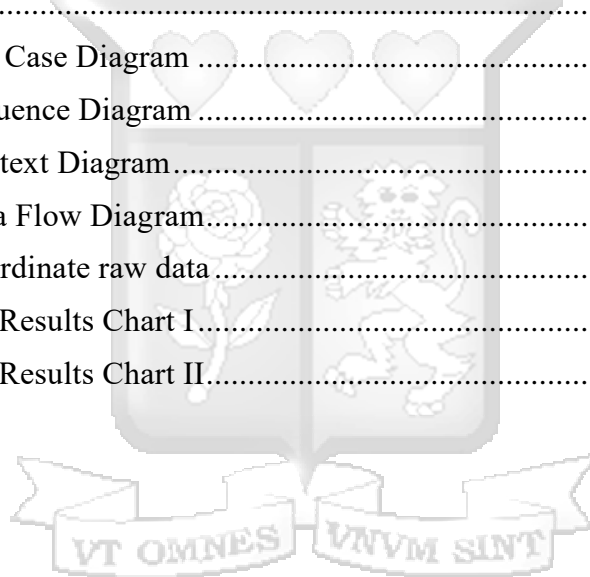 ....................................................................
Case Diagram ..............................................
uence Diagram ..............................................
text Diagram.................................................
a Flow Diagram.............................................
rdinate raw data ............................................
Results Chart I..............................................
Results Chart II.............................................
VT OMNES VNVM SINT